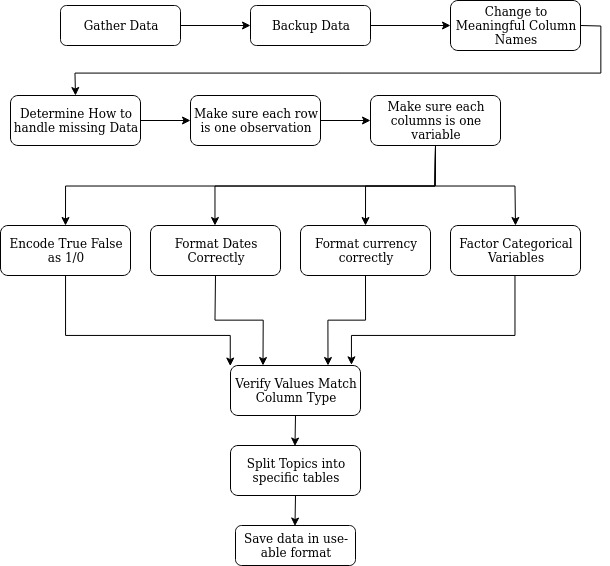 Gather Data
Backup Data
Change to
Meaningful Column
Names
Determine How to
handle missing Data
Make sure each row
is one observation
Make sure each
columns is one
variable
Encode True False
as 1/0
Format Dates
Correctly
Format currency
correctly
Factor Categorical
Variables
Verify Values Match
Column Type
Split Topics into
specific tables
Save data in use-
able format